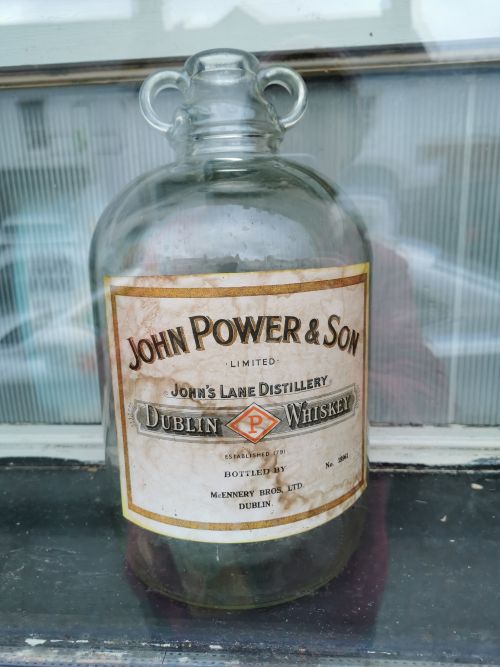 JOHN POWER & SON
·LIMITED·
JOHN'S LANE DISTILLERY
DUBLIN P WHISKEY
ESTABLISHED 1791
BOTTLED BY
No.
McENNERY BROS, LTD
DUBLIN.